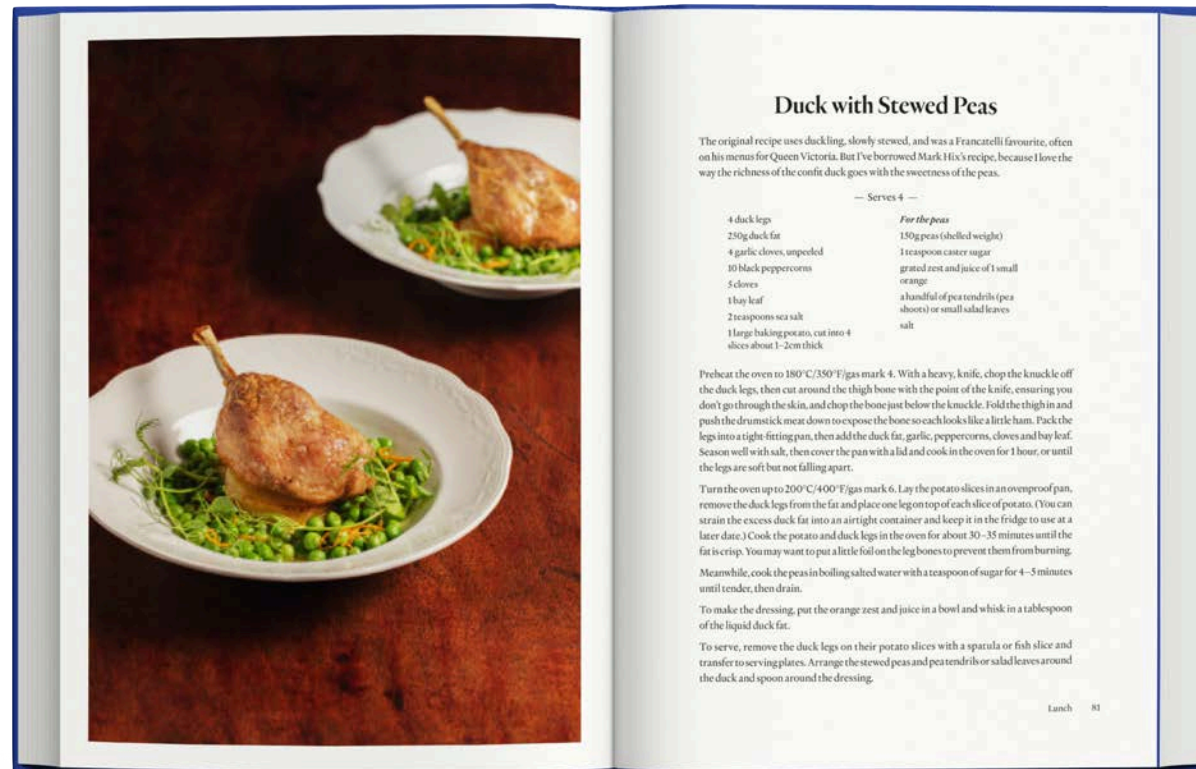 Duck with Stewed Peas
The original recipe uses duckling, slowly stewed, and was a Francatelli favourite, often
on his menus for Queen Victoria. But I've borrowed Mark Hix's recipe, because I love the
way the richness of the confit duck goes with the sweetness of the peas.
— Serves 4 —
4 duck legs
250g duck fat
4 garlic cloves, unpeeled
10 black peppercorns
5 cloves
1 bay leaf
2 teaspoons sea salt
1 large baking potato, cut into 4
slices about 1–2cm thick
For the peas
150g peas (shelled weight)
1 teaspoon caster sugar
grated zest and juice of 1 small
orange
a handful of pea tendrils (pea
shoots) or small salad leaves
salt
Preheat the oven to 180°C/350°F/gas mark 4. With a heavy, knife, chop the knuckle off
the duck legs, then cut around the thigh bone with the point of the knife, ensuring you
don't go through the skin, and chop the bone just below the knuckle. Fold the thigh in and
push the drumstick meat down to expose the bone so each looks like a little ham. Pack the
legs into a tight-fitting pan, then add the duck fat, garlic, peppercorns, cloves and bay leaf.
Season well with salt, then cover the pan with a lid and cook in the oven for 1 hour, or until
the legs are soft but not falling apart.
Turn the oven up to 200°C/400°F/gas mark 6. Lay the potato slices in an ovenproof pan,
remove the duck legs from the fat and place one leg on top of each slice of potato. (You can
strain the excess duck fat into an airtight container and keep it in the fridge to use at a
later date.) Cook the potato and duck legs in the oven for about 30–35 minutes until the
fat is crisp. You may want to put a little foil on the leg bones to prevent them from burning.
Meanwhile, cook the peas in boiling salted water with a teaspoon of sugar for 4–5 minutes
until tender, then drain.
To make the dressing, put the orange zest and juice in a bowl and whisk in a tablespoon
of the liquid duck fat.
To serve, remove the duck legs on their potato slices with a spatula or fish slice and
transfer to serving plates. Arrange the stewed peas and pea tendrils or salad leaves around
the duck and spoon around the dressing.
Lunch 81